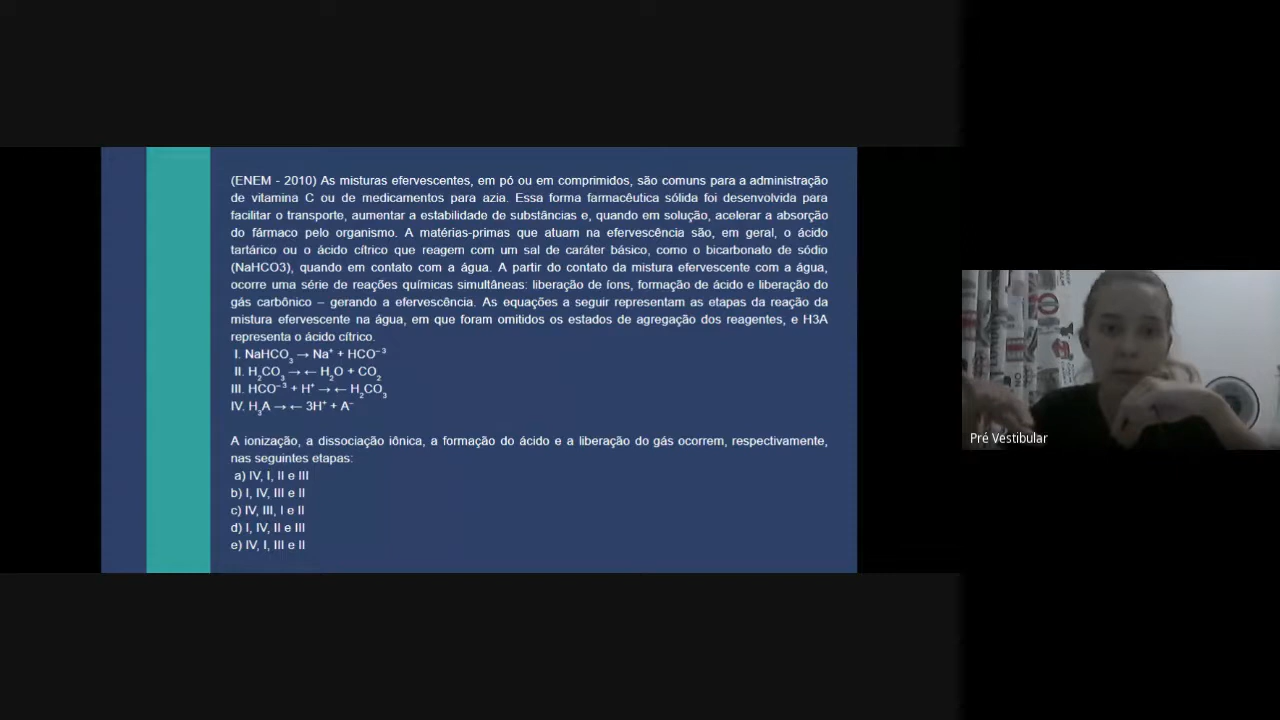 (ENEM - 2010) As misturas efervescentes, em pó ou em comprimidos, são comuns para a administração
de vitamina C ou de medicamentos para azia. Essa forma farmacêutica sólida foi desenvolvida para
facilitar o transporte, aumentar a estabilidade de substâncias e, quando em solução, acelerar a absorção
do fármaco pelo organismo. A matérias-primas que atuam na efervescência são, em geral, o ácido
tartárico ou o ácido cítrico que reagem com um sal de caráter básico, como o bicarbonato de sódio
(NaHCO3), quando em contato com a água. A partir do contato da mistura efervescente com a água,
ocorre uma série de reações químicas simultâneas: liberação de íons, formação de ácido e liberação do
gás carbônico – gerando a efervescência. As equações a seguir representam as etapas da reação da
mistura efervescente na água, em que foram omitidos os estados de agregação dos reagentes, e H3A
representa o ácido cítrico.
I. NaHCO₃ → Na⁺ + HCO⁻³
II. H₂CO₃ → ← H₂O + CO₂
III. HCO⁻³ + H⁺ → ← H₂CO₃
IV. H₃A → ← 3H⁺ + A⁻
A ionização, a dissociação iônica, a formação do ácido e a liberação do gás ocorrem, respectivamente,
nas seguintes etapas:
a) IV, I, II e III
b) I, IV, III e II
c) IV, III, I e II
d) I, IV, II e III
e) IV, I, III e II
Pré Vestibular